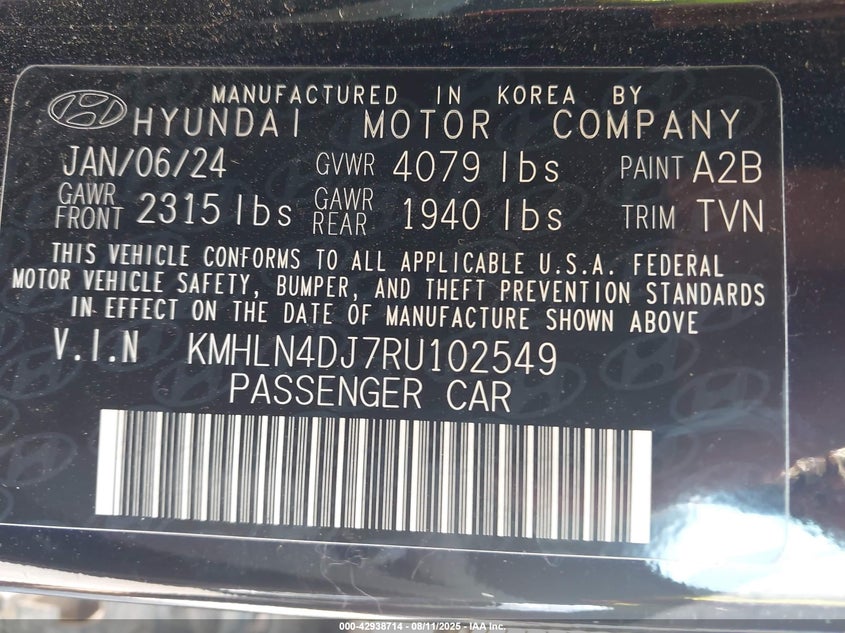 MANUFACTURED IN KOREA BY
HYUNDAI MOTOR COMPANY
JAN/06/24 GVWR 4079 lbs PAINT A2B
GAWR FRONT 2315 lbs GAWR REAR 1940 lbs TRIM TVN
THIS VEHICLE CONFORMS TO ALL APPLICABLE U.S.A. FEDERAL
MOTOR VEHICLE SAFETY, BUMPER, AND THEFT PREVENTION STANDARDS
IN EFFECT ON THE DATE OF MANUFACTURE SHOWN ABOVE
V.I.N KMHLN4DJ7RU102549
PASSENGER CAR
000-42938714 - 08/11/2025 - IAA Inc.